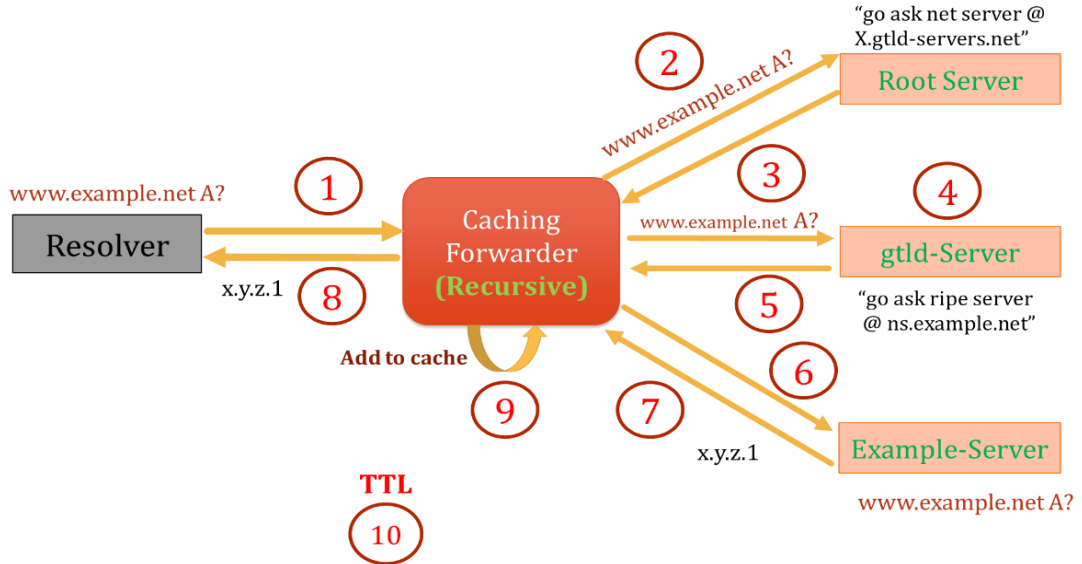 “go ask net server @
X.gtld-servers.net”
2
www.example.net A?
Root Server
1
3
4
www.example.net A?
Caching
Forwarder
(Recursive)
www.example.net A?
Resolver
gtld-Server
x.y.z.1
8
5
“go ask ripe server
@ ns.example.net”
Add to cache
6
9
7
x.y.z.1
Example-Server
TTL
10
www.example.net A?